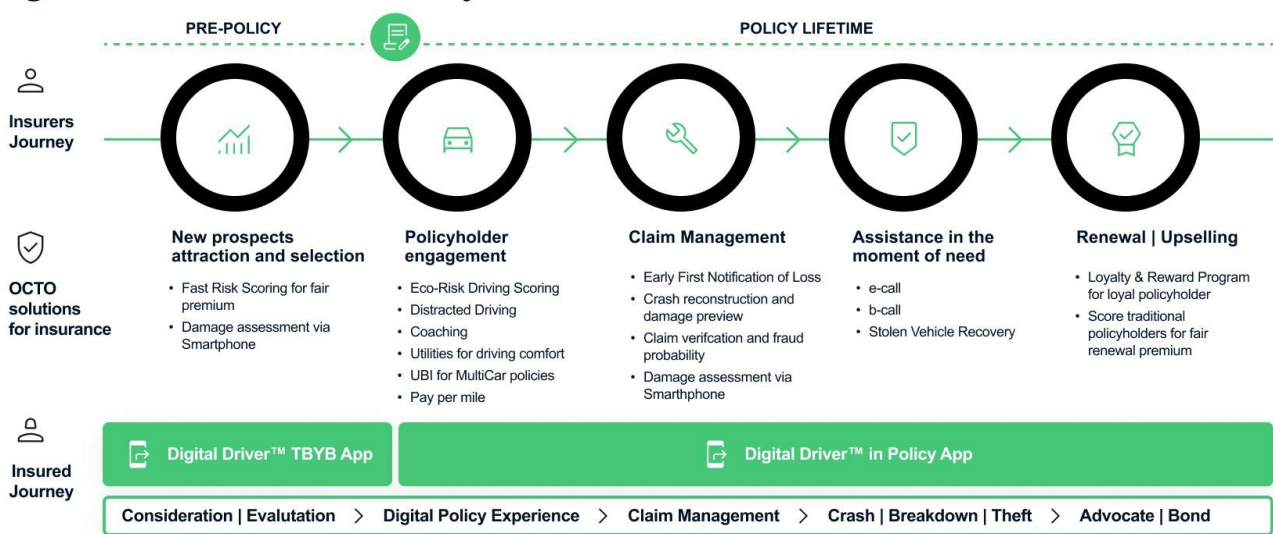 PRE-POLICY
POLICY LIFETIME
Insurers
Journey
OCTO
solutions
for insurance
New prospects
attraction and selection
• Fast Risk Scoring for fair
premium
• Damage assessment via
Smartphone
Policyholder
engagement
• Eco-Risk Driving Scoring
• Distracted Driving
• Coaching
• Utilities for driving comfort
• UBI for MultiCar policies
• Pay per mile
Claim Management
• Early First Notification of Loss
• Crash reconstruction and
damage preview
• Claim verifcation and fraud
probability
• Damage assessment via
Smarthphone
Assistance in the
moment of need
• e-call
• b-call
• Stolen Vehicle Recovery
Renewal | Upselling
• Loyalty & Reward Program
for loyal policyholder
• Score traditional
policyholders for fair
renewal premium
Insured
Journey
Digital Driver™ TBYB App
Digital Driver™ in Policy App
Consideration | Evalutation > Digital Policy Experience > Claim Management > Crash | Breakdown | Theft > Advocate | Bond